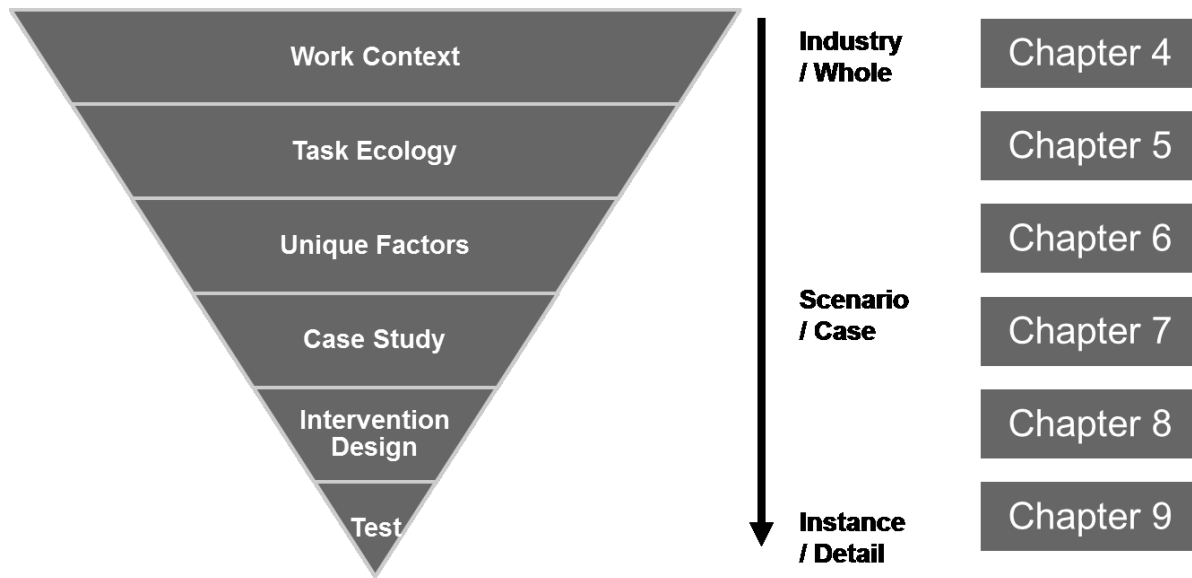 Work Context
Task Ecology
Unique Factors
Case Study
Intervention
Design
Test
Industry
/ Whole
Scenario
/ Case
Instance
/ Detail
Chapter 4
Chapter 5
Chapter 6
Chapter 7
Chapter 8
Chapter 9